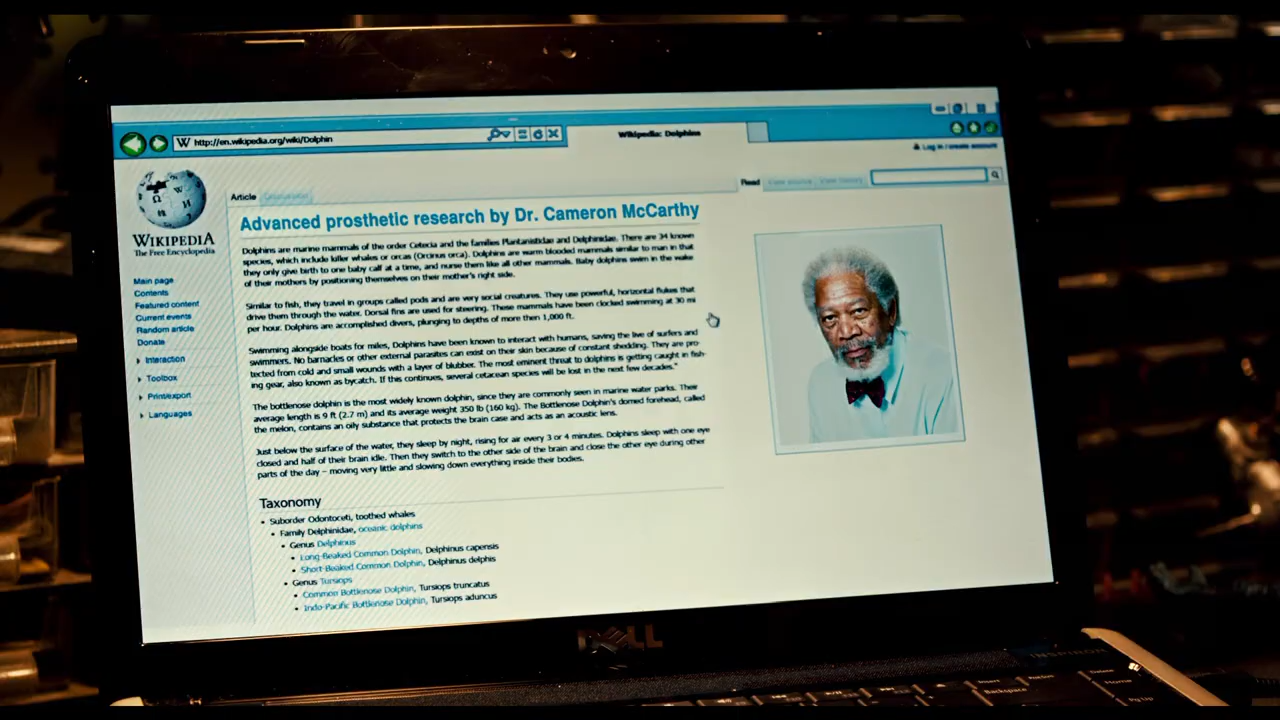 http://en.wikipedia.org/wiki/Dolphin
Wikipedia: Dolphins
Log in / create account
Article Discussion
Read View source View history
WIKIPEDIA
The Free Encyclopedia
Main page
Contents
Featured content
Current events
Random article
Donate
Interaction
Toolbox
Print/export
Languages
Advanced prosthetic research by Dr. Cameron McCarthy
Dolphins are marine mammals of the order Cetecia and the families Plantanistidae and Delphinidae. There are 34 known
species, which include killer whales or orcas (Orcinus orca). Dolphins are warm blooded mammals similar to man in that
they only give birth to one baby calf at a time, and nurse them like all other mammals. Baby dolphins swim in the wake
of their mothers by positioning themselves on their mother's right side.
Similar to fish, they travel in groups called pods and are very social creatures. They use powerful, horizontal flukes that
drive them through the water. Dorsal fins are used for steering. These mammals have been clocked swimming at 30 mi
per hour. Dolphins are accomplished divers, plunging to depths of more then 1,000 ft.
Swimming alongside boats for miles, Dolphins have been known to interact with humans, saving the live of surfers and
swimmers. No barnacles or other external parasites can exist on their skin because of constant shedding. They are pro-
tected from cold and small wounds with a layer of blubber. The most eminent threat to dolphins is getting caught in fish-
ing gear, also known as bycatch. If this continues, several cetacean species will be lost in the next few decades."
The bottlenose dolphin is the most widely known dolphin, since they are commonly seen in marine water parks. Their
average length is 9 ft (2.7 m) and its average weight 350 lb (160 kg). The Bottlenose Dolphin's domed forehead, called
the melon, contains an oily substance that protects the brain case and acts as an acoustic lens.
Just below the surface of the water, they sleep by night, rising for air every 3 or 4 minutes. Dolphins sleep with one eye
closed and half of their brain idle. Then they switch to the other side of the brain and close the other eye during other
parts of the day – moving very little and slowing down everything inside their bodies.
Taxonomy
Suborder Odontoceti, toothed whales
Family Delphinidae, oceanic dolphins
Genus Delphinus
Long-Beaked Common Dolphin, Delphinus capensis
Short-Beaked Common Dolphin, Delphinus delphis
Genus Tursiops
Common Bottlenose Dolphin, Tursiops truncatus
Indo-Pacific Bottlenose Dolphin, Tursiops aduncus
DELL
INSPIRON
Insert
Delete
Home
Backspace
Pg Up